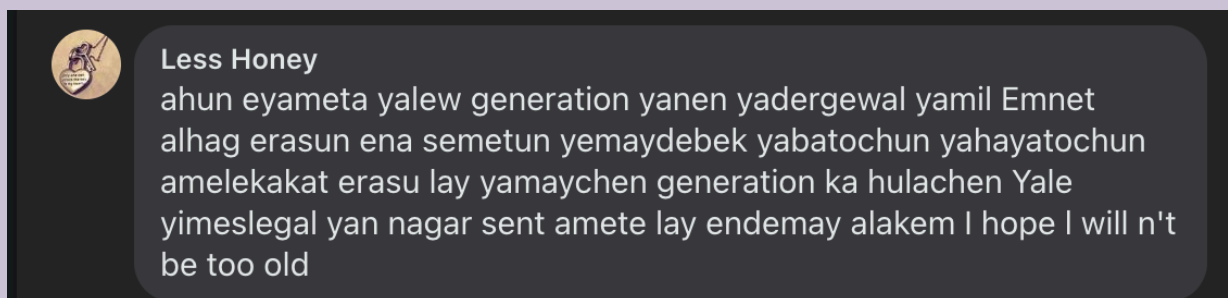 Less Honey
ahun eyameta yalew generation yanen yadergewal yamil Emnet
alhag erasun ena semetun yemaydebek yabatochun yahayatochun
amelekakat erasu lay yamaychen generation ka hulachen Yale
yimeslegal yan nagar sent amete lay endemay alakem I hope l will n't
be too old